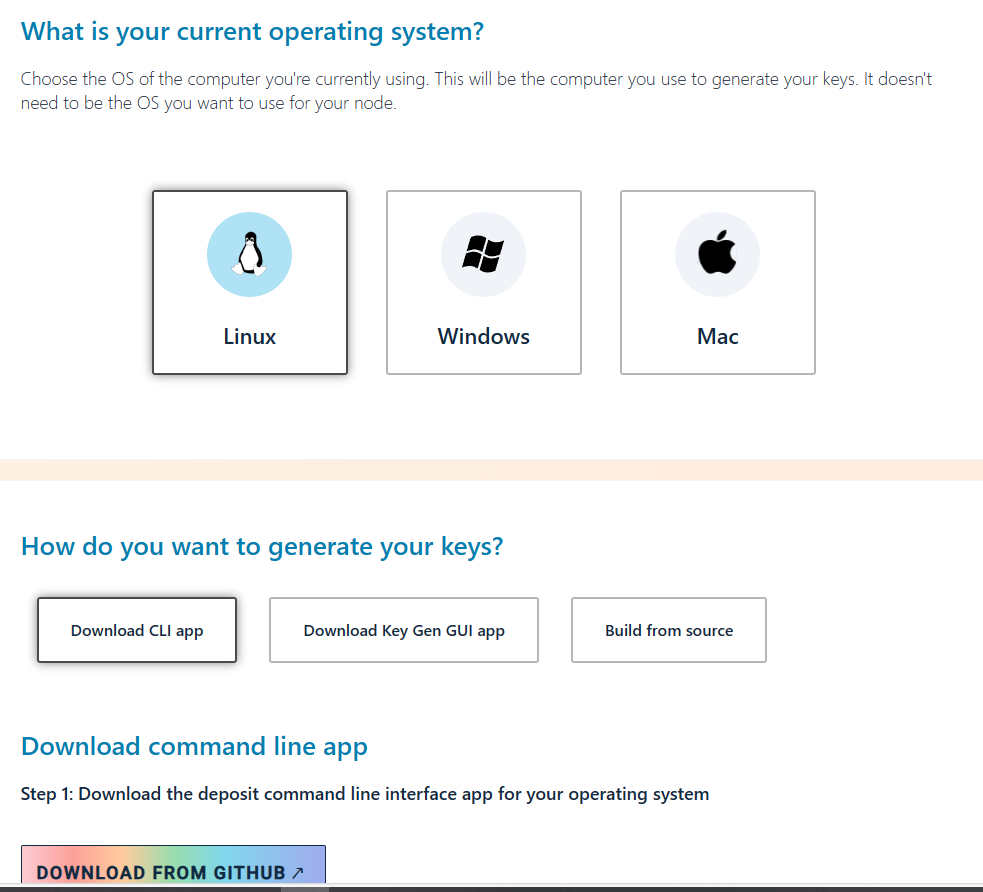 What is your current operating system?
Choose the OS of the computer you're currently using. This will be the computer you use to generate your keys. It doesn't
need to be the OS you want to use for your node.
Linux
Windows
Mac
How do you want to generate your keys?
Download CLI app
Download Key Gen GUI app
Build from source
Download command line app
Step 1: Download the deposit command line interface app for your operating system
DOWNLOAD FROM GITHUB ↗